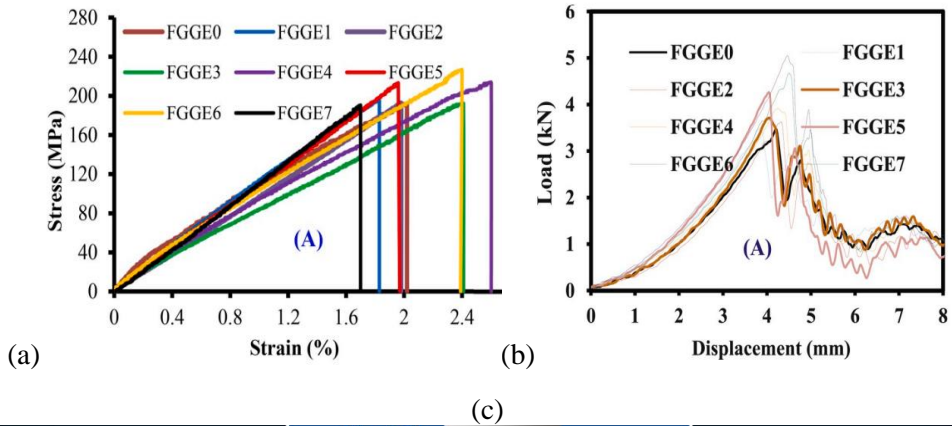 280
240
200
160
120
80
40
0
Stress (MPa)
FGGE0 FGGE1 FGGE2
FGGE3 FGGE4 FGGE5
FGGE6 FGGE7
(A)
0 0.4 0.8 1.2 1.6 2 2.4
Strain (%)
(a)
6
5
4
3
2
1
0
Load (kN)
FGGE0 FGGE1
FGGE2 FGGE3
FGGE4 FGGE5
FGGE6 FGGE7
(A)
0 1 2 3 4 5 6 7 8
Displacement (mm)
(b)
(c)